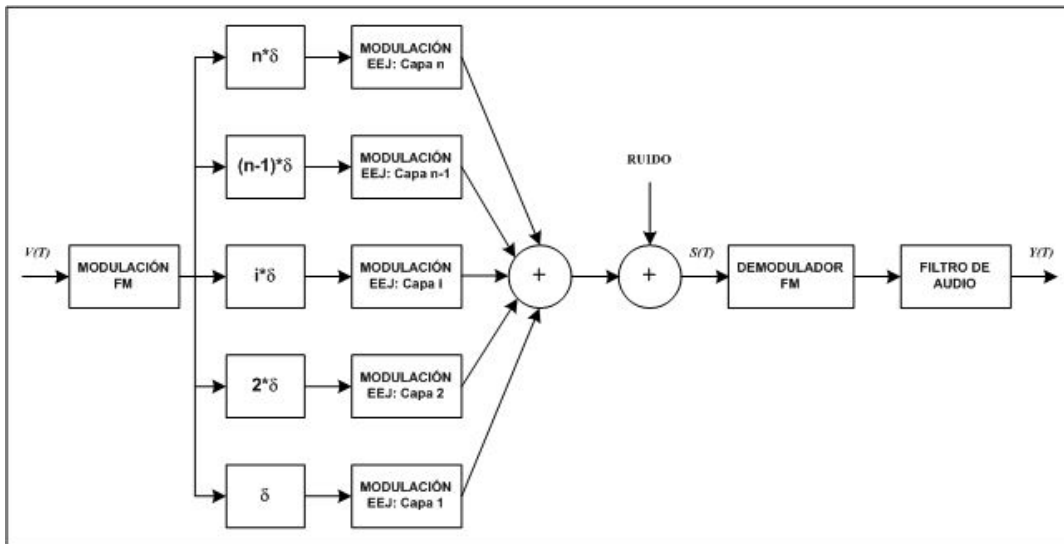 n*δ
MODULACIÓN
EEJ: Capa n
(n-1)*δ
MODULACIÓN
EEJ: Capa n-1
RUIDO
V(T)
MODULACIÓN
FM
i*δ
MODULACIÓN
EEJ: Capa I
+
+
S(T)
DEMODULADOR
FM
FILTRO DE
AUDIO
Y(T)
2*δ
MODULACIÓN
EEJ: Capa 2
δ
MODULACIÓN
EEJ: Capa 1